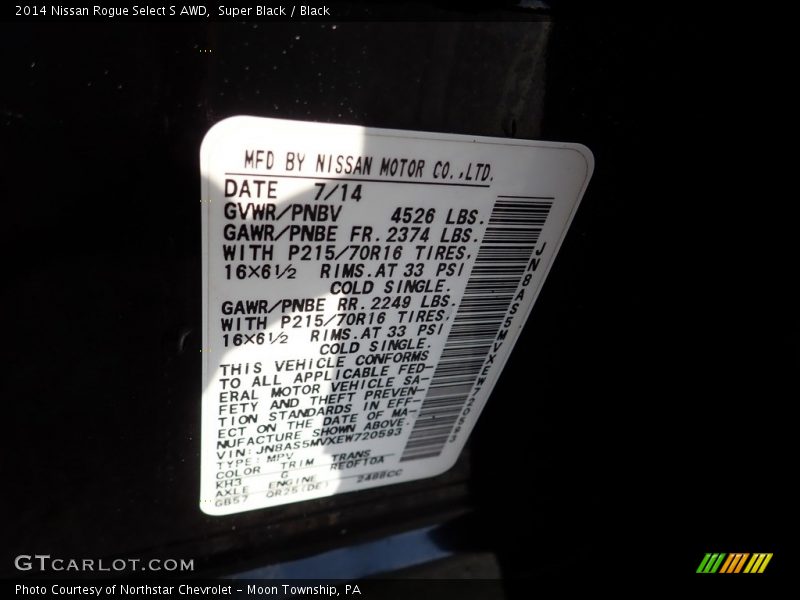 2014 Nissan Rogue Select S AWD,  Super Black / Black
MFD BY NISSAN MOTOR CO.,LTD.
DATE 7/14
GVWR/PNBV 4526 LBS.
GAWR/PNBE FR. 2374 LBS.
WITH P215/70R16 TIRES.
16×6½ RIMS. AT 33 PSI
COLD SINGLE.
GAWR/PNBE RR. 2249 LBS.
WITH P215/70R16 TIRES.
16×6½ RIMS. AT 33 PSI
COLD SINGLE.
THIS VEHICLE CONFORMS
TO ALL APPLICABLE FED-
ERAL MOTOR VEHICLE SA-
FETY AND THEFT PREVEN-
TION STANDARDS IN EFF-
ECT ON THE DATE OF MA-
NUFACTURE SHOWN ABOVE.
VIN: JN8AS5MVXEW720593
TYPE: MPV
COLOR TRIM TRANS
KH3 G RE0F10A
AXLE ENGINE
GB57 QR25(DE) 2488CC
JN8AS5MVXEW720593
GTCARLOT.COM
Photo Courtesy of Northstar Chevrolet - Moon Township, PA